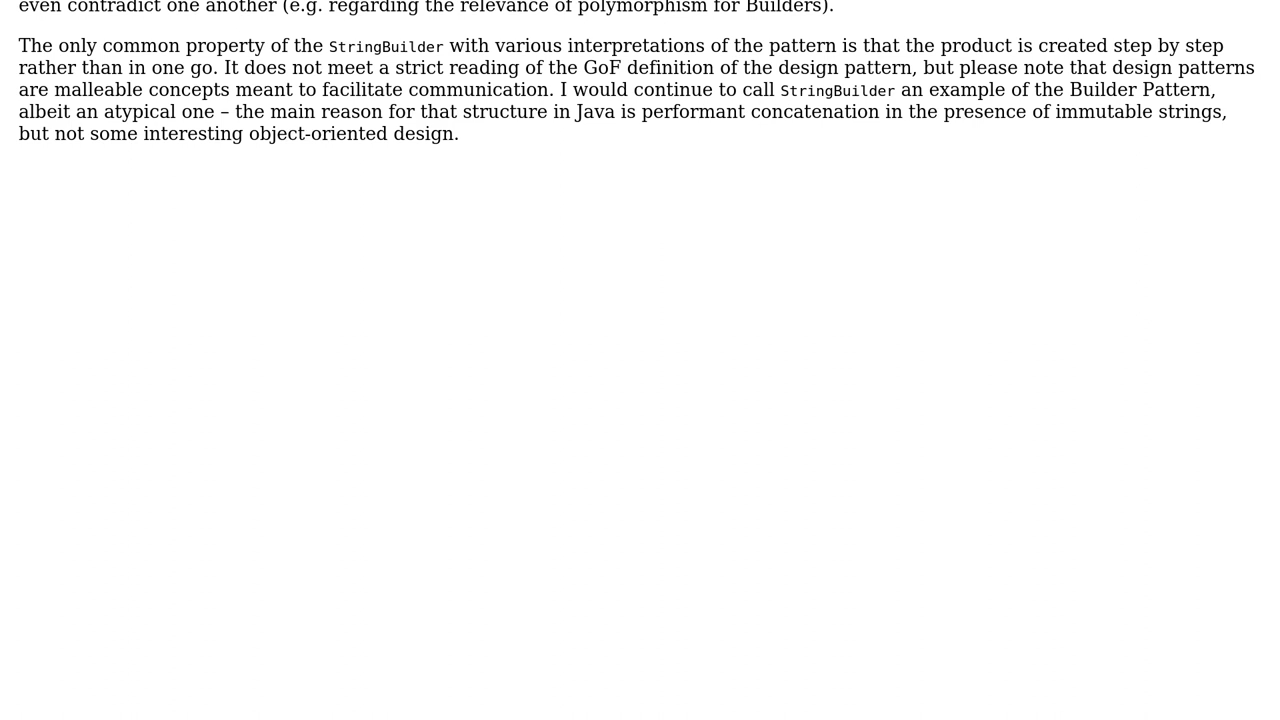 even contradict one another (e.g. regarding the relevance of polymorphism for Builders).
The only common property of the StringBuilder with various interpretations of the pattern is that the product is created step by step
rather than in one go. It does not meet a strict reading of the GoF definition of the design pattern, but please note that design patterns
are malleable concepts meant to facilitate communication. I would continue to call StringBuilder an example of the Builder Pattern,
albeit an atypical one – the main reason for that structure in Java is performant concatenation in the presence of immutable strings,
but not some interesting object-oriented design.